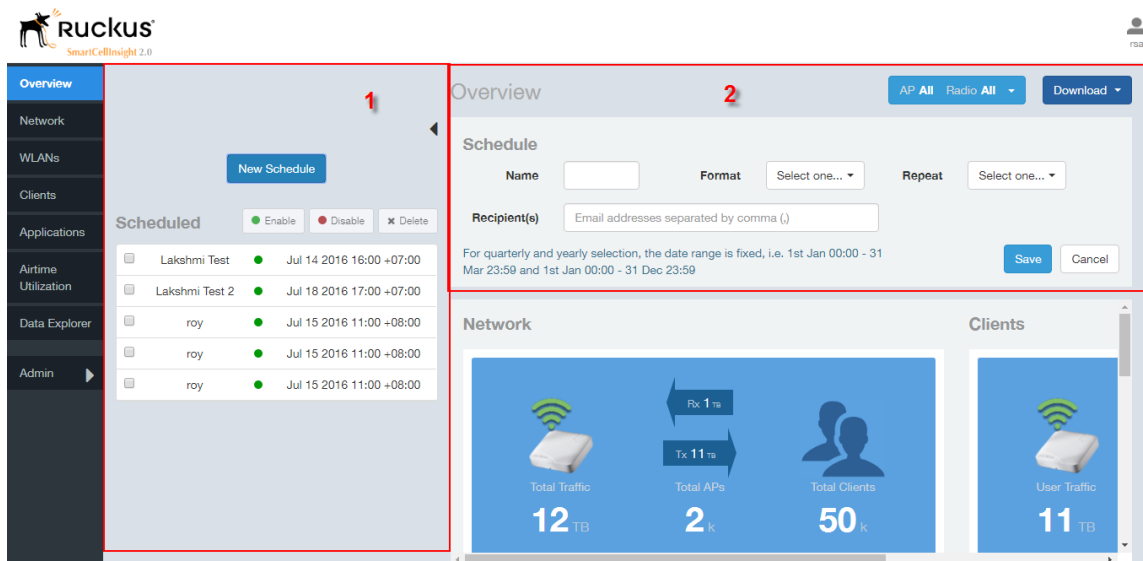 RUCKUS
SmartCellInsight 2.0
rsa
Overview
Network
WLANs
Clients
Applications
Airtime
Utilization
Data Explorer
Admin
1
New Schedule
Scheduled
Enable Disable Delete
Lakshmi Test Jul 14 2016 16:00 +07:00
Lakshmi Test 2 Jul 18 2016 17:00 +07:00
roy Jul 15 2016 11:00 +08:00
roy Jul 15 2016 11:00 +08:00
roy Jul 15 2016 11:00 +08:00
Overview
2
AP All Radio All
Download
Schedule
Name Format Select one... Repeat Select one...
Recipient(s) Email addresses separated by comma (,)
For quarterly and yearly selection, the date range is fixed, i.e. 1st Jan 00:00 - 31
Mar 23:59 and 1st Jan 00:00 - 31 Dec 23:59
Save Cancel
Network
Rx 1 TB
Tx 11 TB
Total Traffic Total APs Total Clients
12 TB 2 k 50 k
Clients
User Traffic
11 TB